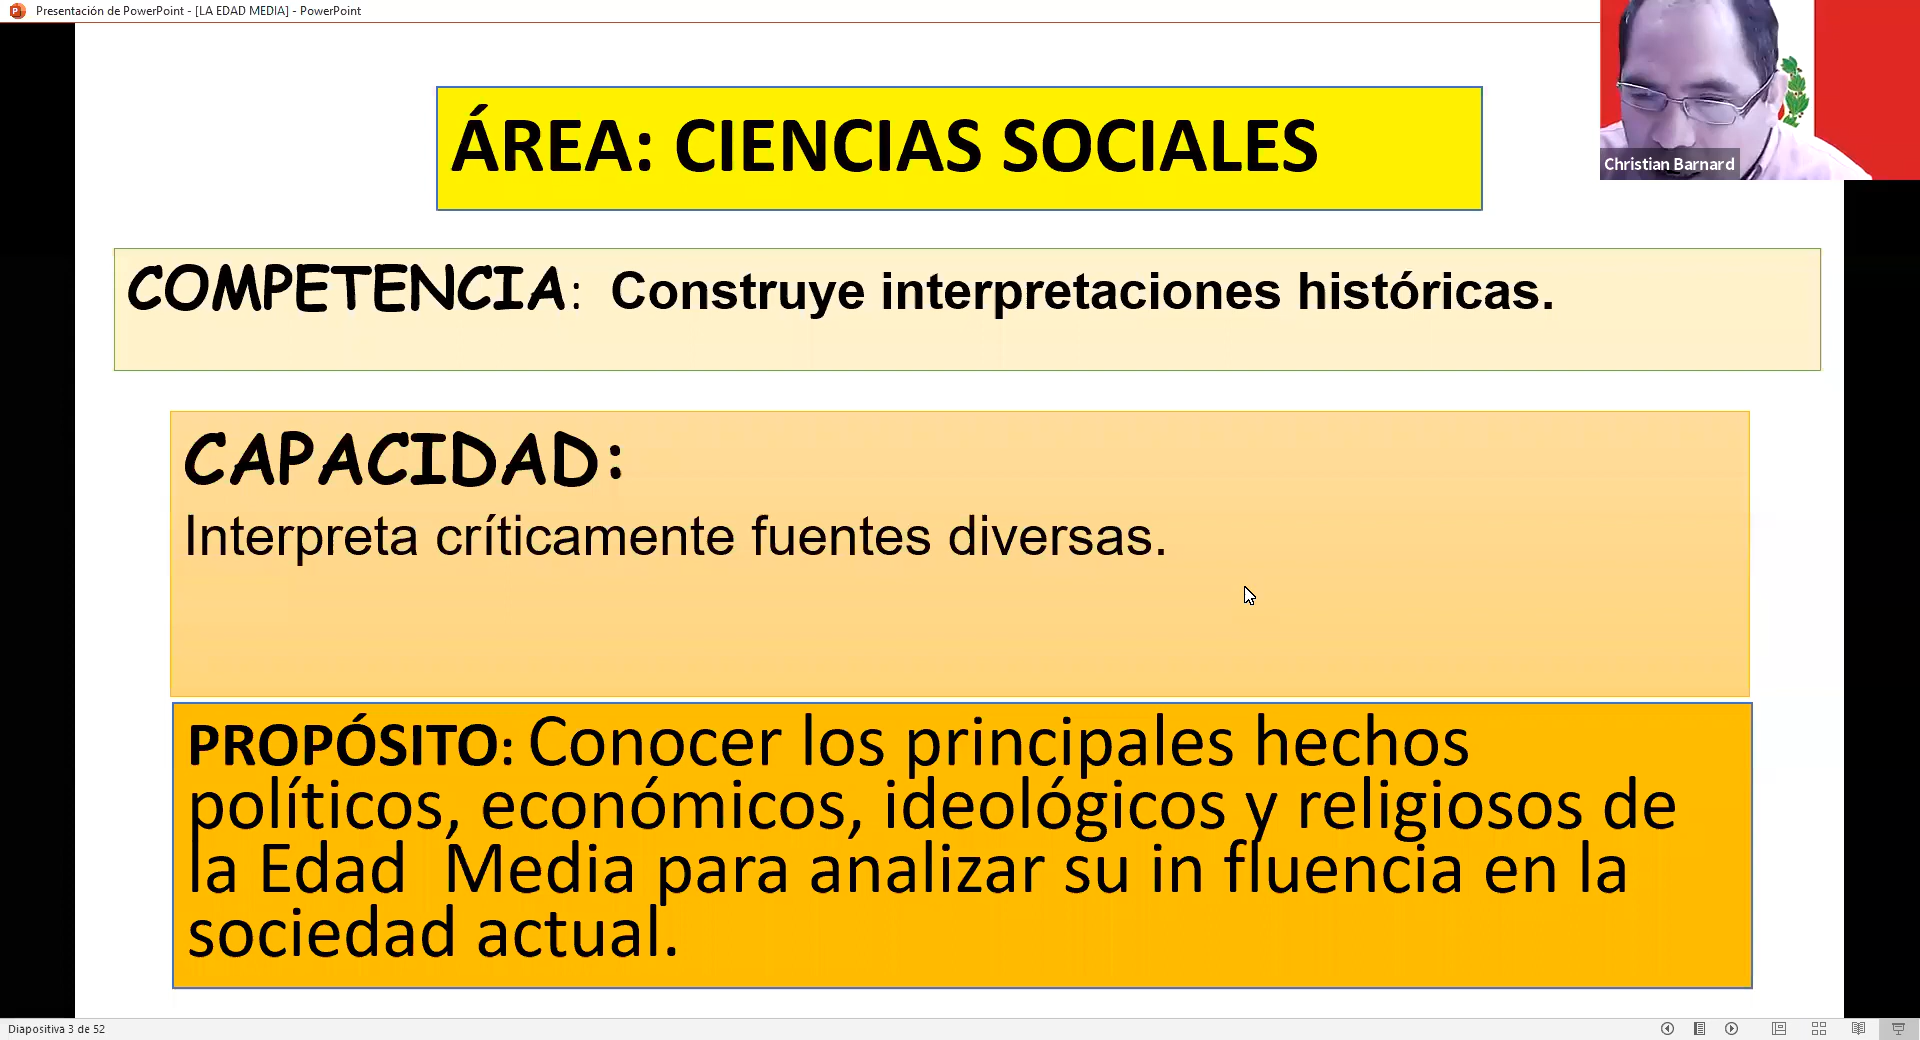 Presentación de PowerPoint - [LA EDAD MEDIA] - PowerPoint
ÁREA: CIENCIAS SOCIALES
Christian Barnard
COMPETENCIA: Construye interpretaciones históricas.
CAPACIDAD:
Interpreta críticamente fuentes diversas.
PROPÓSITO: Conocer los principales hechos
políticos, económicos, ideológicos y religiosos de
la Edad  Media para analizar su in fluencia en la
sociedad actual.
Diapositiva 3 de 52